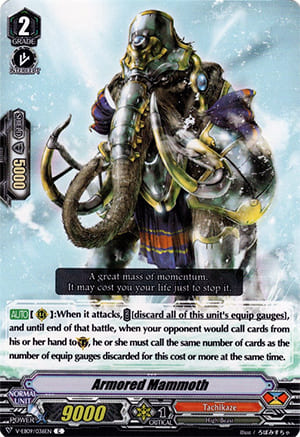 2
GRADE
SHIELD
5000
A great mass of momentum.
It may cost you your life just to stop it.
AUTO [ ] :When it attacks, [discard all of this unit's equip gauges],
and until end of that battle, when your opponent would call cards from
his or her hand to , he or she must call the same number of cards as the
number of equip gauges discarded for this cost or more at the same time.
Armored Mammoth
NORMAL
UNIT
POWER
9000
1
CRITICAL
Tachikaze
High Beast
V-EB09/036EN C